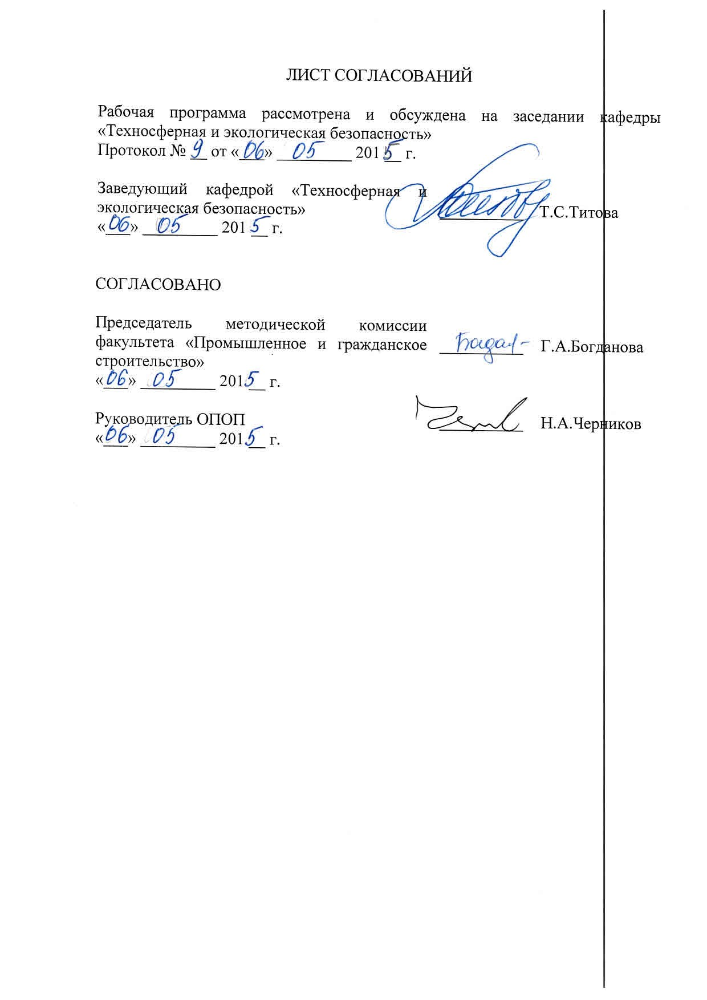 ЛИСТ СОГЛАСОВАНИЙ
Рабочая программа рассмотрена и обсуждена на заседании кафедры
«Техносферная и экологическая безопасность»
Протокол № 9 от «06» 05 2015 г.
Заведующий кафедрой «Техносферная и
экологическая безопасность» Т.С.Титова
«06» 05 2015 г.
СОГЛАСОВАНО
Председатель методической комиссии
факультета «Промышленное и гражданское Г.А.Богданова
строительство»
«06» 05 2015 г.
Руководитель ОПОП Н.А.Черников
«06» 05 2015 г.